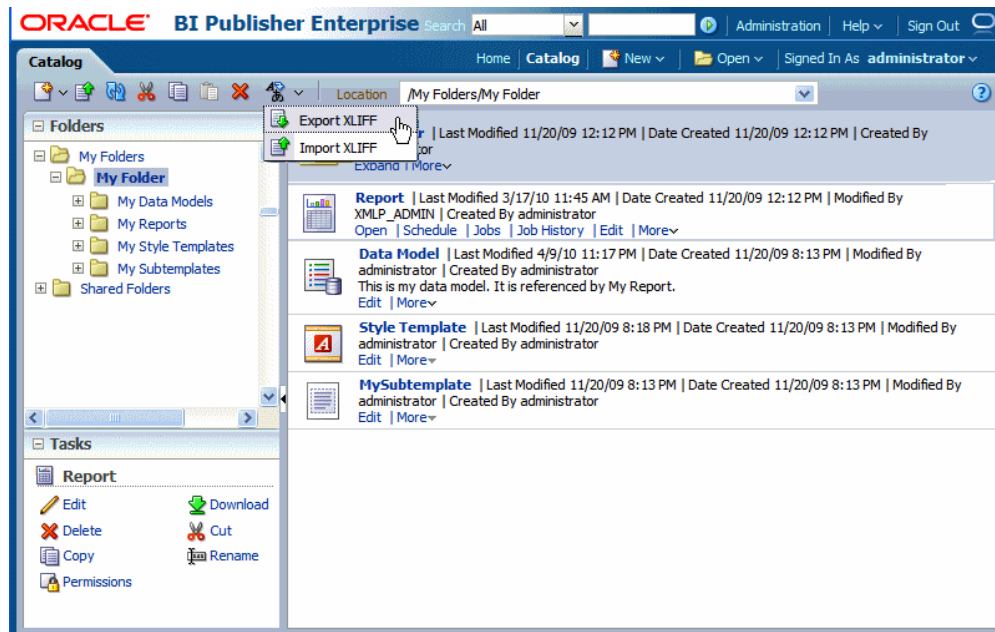 ORACLE BI Publisher Enterprise Search All Administration Help Sign Out
Catalog Home Catalog New Open Signed In As administrator
Location /My Folders/My Folder
Export XLIFF
Import XLIFF
Folders
My Folders
My Folder
My Data Models
My Reports
My Style Templates
My Subtemplates
Shared Folders
r | Last Modified 11/20/09 12:12 PM | Date Created 11/20/09 12:12 PM | Created By
or
Expand | More
Report | Last Modified 3/17/10 11:45 AM | Date Created 11/20/09 12:12 PM | Modified By
XMLP_ADMIN | Created By administrator
Open | Schedule | Jobs | Job History | Edit | More
Data Model | Last Modified 4/9/10 11:17 PM | Date Created 11/20/09 8:13 PM | Modified By
administrator | Created By administrator
This is my data model. It is referenced by My Report.
Edit | More
Style Template | Last Modified 11/20/09 8:18 PM | Date Created 11/20/09 8:13 PM | Modified By
administrator | Created By administrator
Edit | More
MySubtemplate | Last Modified 11/20/09 8:13 PM | Date Created 11/20/09 8:13 PM | Modified By
administrator | Created By administrator
Edit | More
Tasks
Report
Edit Download
Delete Cut
Copy Rename
Permissions